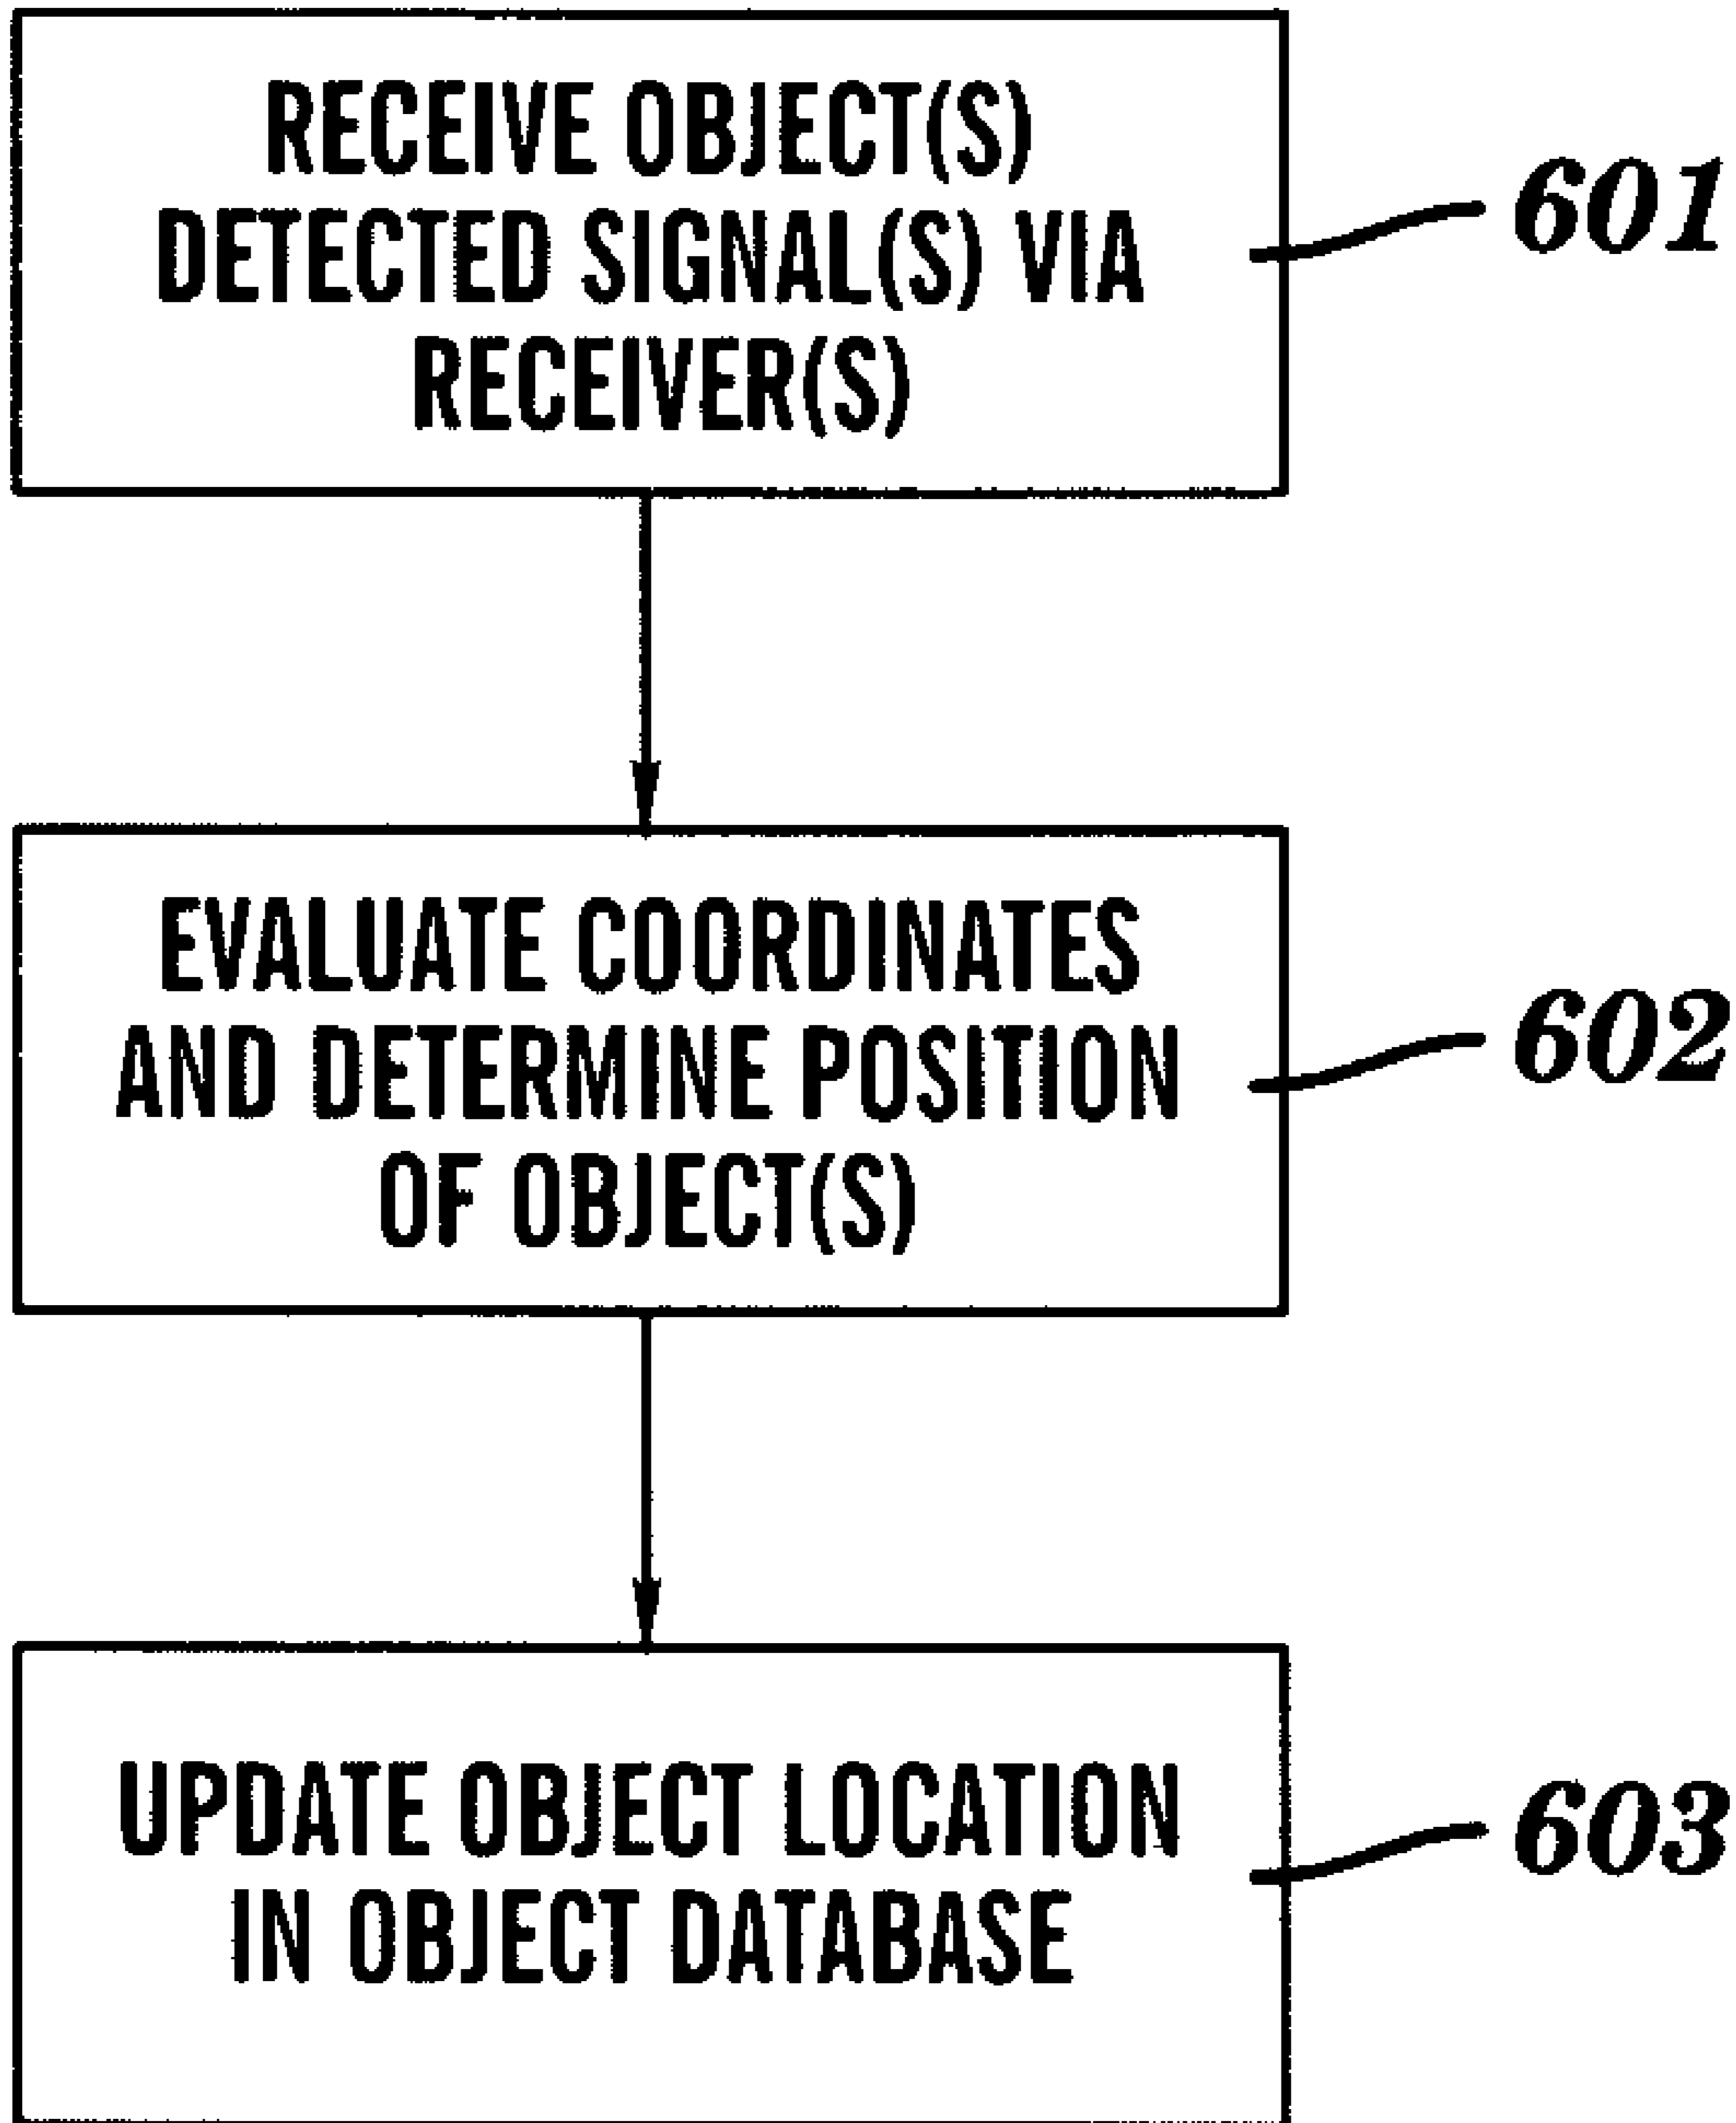 RECEIVE OBJECT(S)
DETECTED SIGNAL(S) VIA
RECEIVER(S)
601
EVALUATE COORDINATES
AND DETERMINE POSITION
OF OBJECT(S)
602
UPDATE OBJECT LOCATION
IN OBJECT DATABASE
603